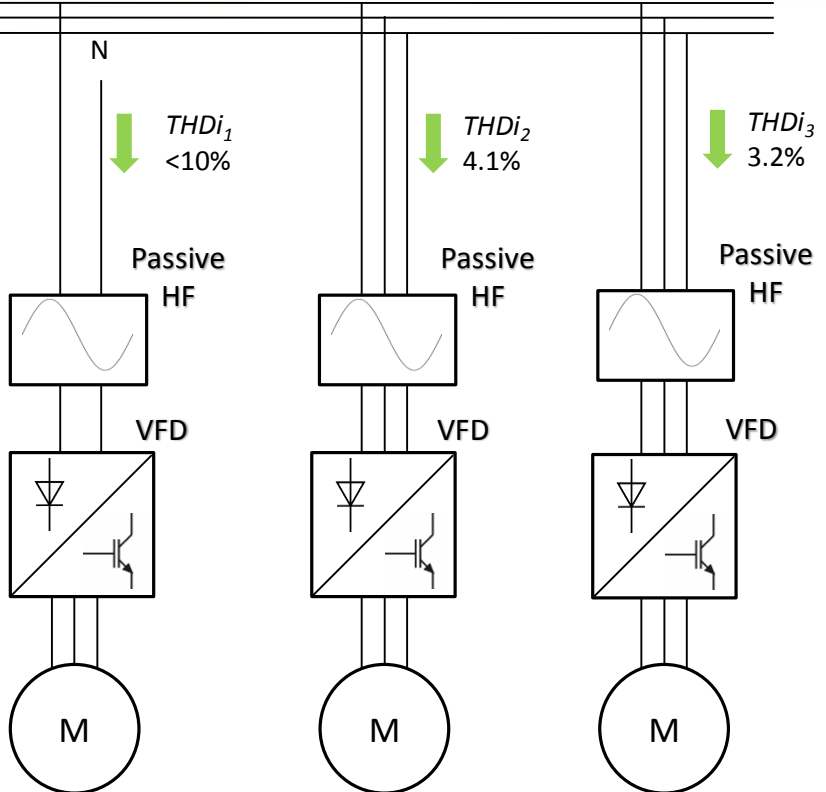 N
THDi1
<10%
THDi2
4.1%
THDi3
3.2%
Passive
HF
Passive
HF
Passive
HF
VFD
VFD
VFD
M
M
M